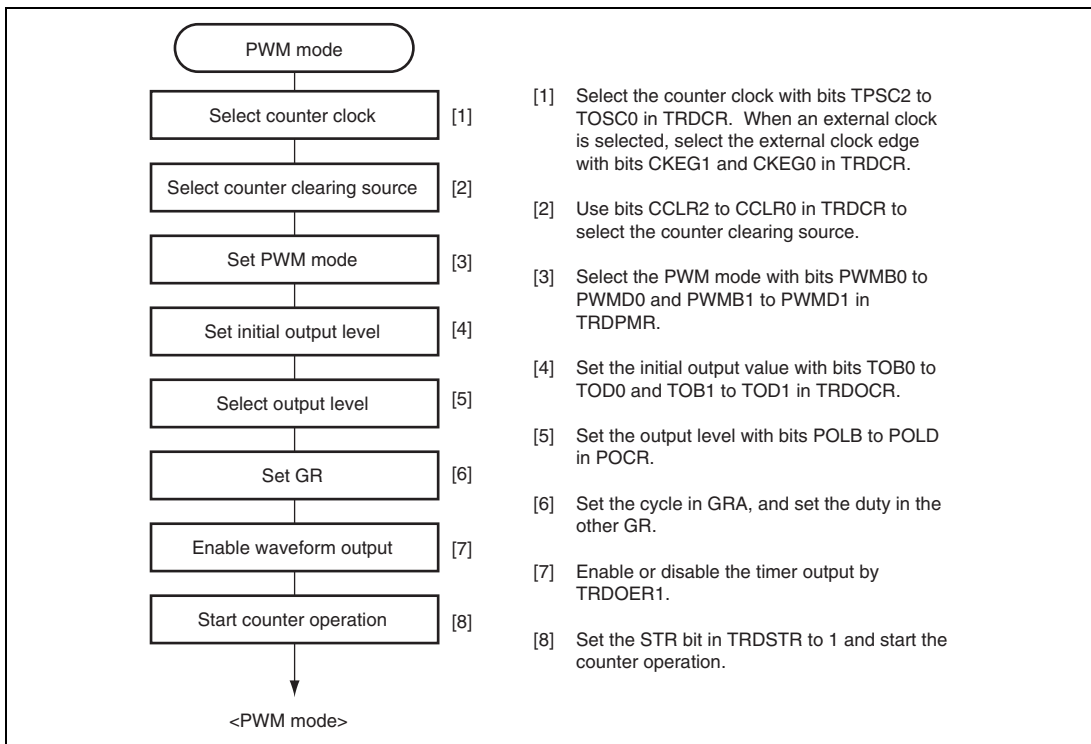 PWM mode
Select counter clock [1]
Select counter clearing source [2]
Set PWM mode [3]
Set initial output level [4]
Select output level [5]
Set GR [6]
Enable waveform output [7]
Start counter operation [8]
<PWM mode>
[1] Select the counter clock with bits TPSC2 to
TOSC0 in TRDCR. When an external clock
is selected, select the external clock edge
with bits CKEG1 and CKEG0 in TRDCR.
[2] Use bits CCLR2 to CCLR0 in TRDCR to
select the counter clearing source.
[3] Select the PWM mode with bits PWMB0 to
PWMD0 and PWMB1 to PWMD1 in
TRDPMR.
[4] Set the initial output value with bits TOB0 to
TOD0 and TOB1 to TOD1 in TRDOCR.
[5] Set the output level with bits POLB to POLD
in POCR.
[6] Set the cycle in GRA, and set the duty in the
other GR.
[7] Enable or disable the timer output by
TRDOER1.
[8] Set the STR bit in TRDSTR to 1 and start the
counter operation.